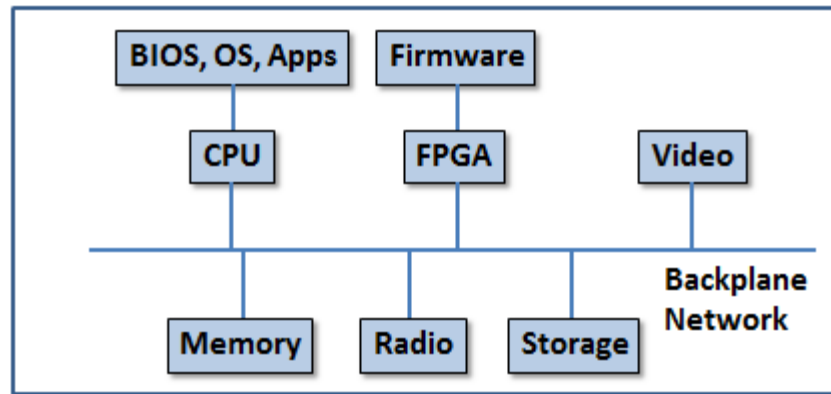 BIOS, OS, Apps
Firmware
CPU
FPGA
Video
Backplane
Network
Memory
Radio
Storage